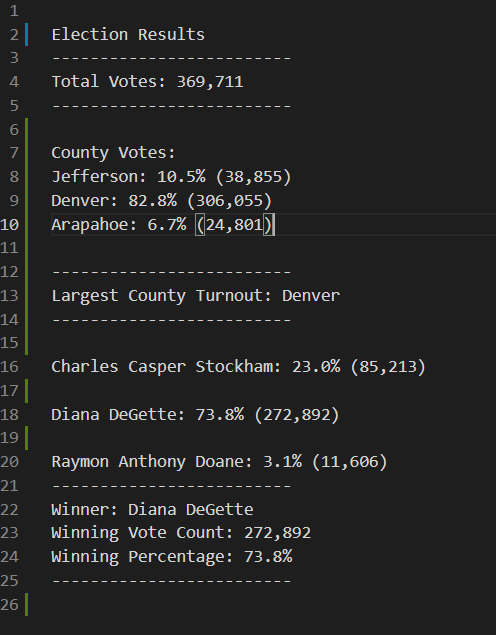 1
2 Election Results
3 -------------------------
4 Total Votes: 369,711
5 -------------------------
6
7 County Votes:
8 Jefferson: 10.5% (38,855)
9 Denver: 82.8% (306,055)
10 Arapahoe: 6.7% (24,801)
11
12 -------------------------
13 Largest County Turnout: Denver
14 -------------------------
15
16 Charles Casper Stockham: 23.0% (85,213)
17
18 Diana DeGette: 73.8% (272,892)
19
20 Raymon Anthony Doane: 3.1% (11,606)
21 -------------------------
22 Winner: Diana DeGette
23 Winning Vote Count: 272,892
24 Winning Percentage: 73.8%
25 -------------------------
26